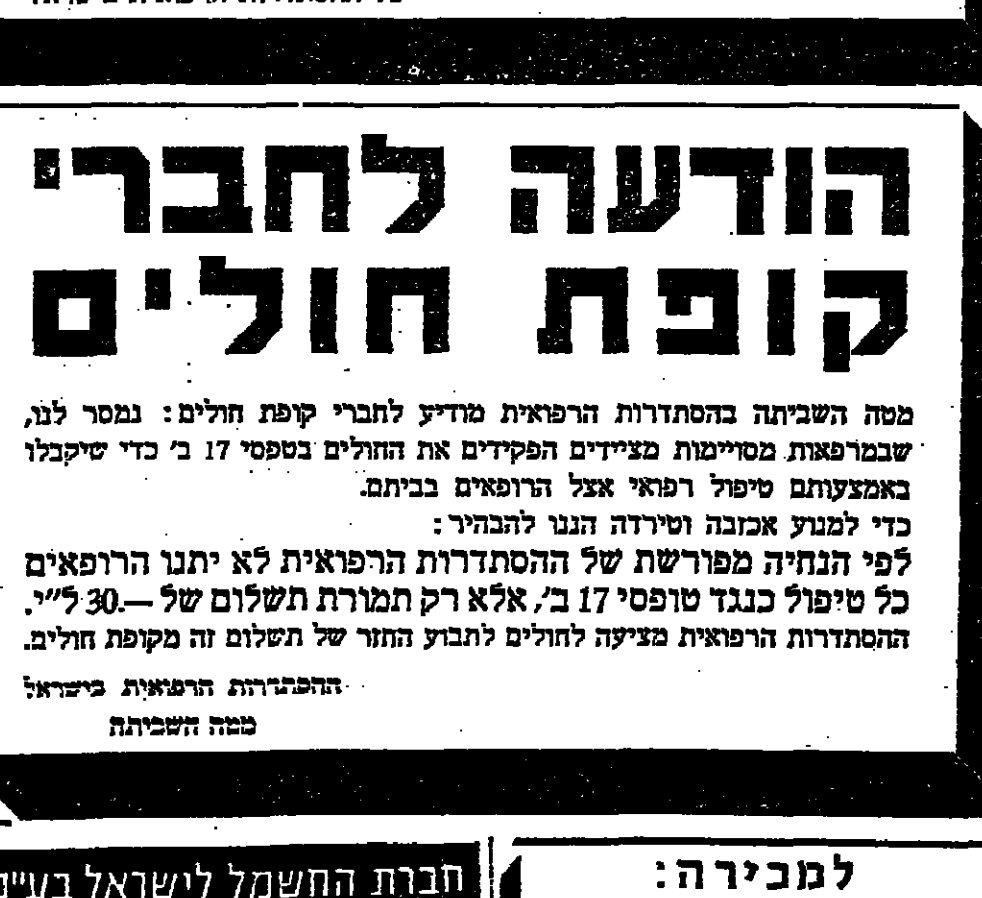 הודעה לחברי
קופת חולים
מטה השביתה בהסתדרות הרפואית מודיע לחברי קופת חולים: נמסר לנו,
שבמרפאות מסויימות מציידים הפקידים את החולים בטפסי 17 ב׳ כדי שיקבלו
באמצעותם טיפול רפואי אצל הרופאים בביתם.
כדי למנוע אכזבה וטירדה הננו להבהיר:
לפי הנחיה מפורשת של ההסתדרות הרפואית לא יתנו הרופאים
כל טיפול כנגד טופסי 17 ב׳, אלא רק תמורת תשלום של —.30 ל״י.
ההסתדרות הרפואית מציעה לחולים לתבוע החזר של תשלום זה מקופת חולים.
ההסתדרות הרפואית בישראל
מטה השביתה
חברת החשמל לישראל בע״מ
למכירה: